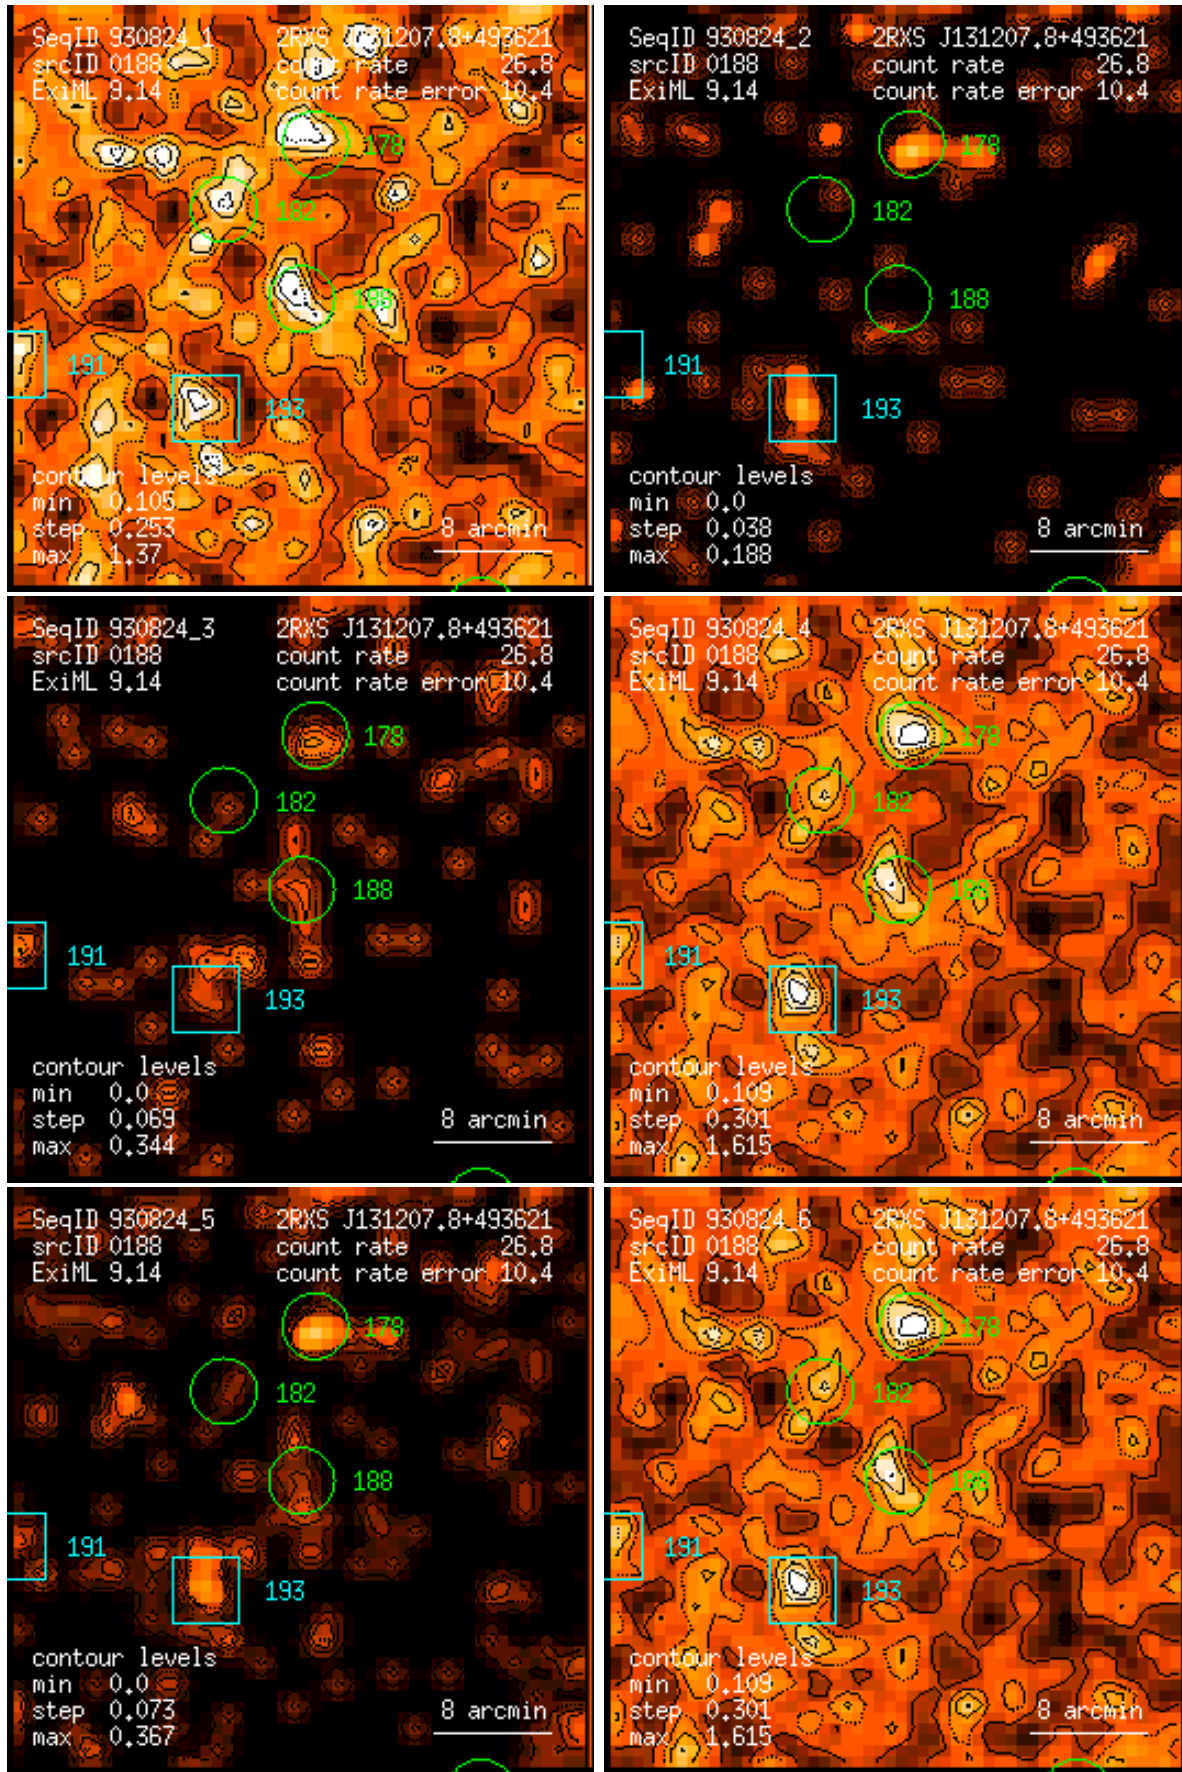 SeqID 930824_1 2RXS J131207.8+493621
srcID 0188 count rate 26.8
ExiML 9.14 count rate error 10.4
178
182
188
191
193
contour levels
min 0.105
step 0.253 8 arcmin
max 1.37
SeqID 930824_2 2RXS J131207.8+493621
srcID 0188 count rate 26.8
ExiML 9.14 count rate error 10.4
178
182
188
191
193
contour levels
min 0.0
step 0.038 8 arcmin
max 0.188
SeqID 930824_3 2RXS J131207.8+493621
srcID 0188 count rate 26.8
ExiML 9.14 count rate error 10.4
178
182
188
191
193
contour levels
min 0.0
step 0.069 8 arcmin
max 0.344
SeqID 930824_4 2RXS J131207.8+493621
srcID 0188 count rate 26.8
ExiML 9.14 count rate error 10.4
178
182
188
191
193
contour levels
min 0.109
step 0.301 8 arcmin
max 1.615
SeqID 930824_5 2RXS J131207.8+493621
srcID 0188 count rate 26.8
ExiML 9.14 count rate error 10.4
178
182
188
191
193
contour levels
min 0.0
step 0.073 8 arcmin
max 0.367
SeqID 930824_6 2RXS J131207.8+493621
srcID 0188 count rate 26.8
ExiML 9.14 count rate error 10.4
178
182
188
191
193
contour levels
min 0.109
step 0.301 8 arcmin
max 1.615